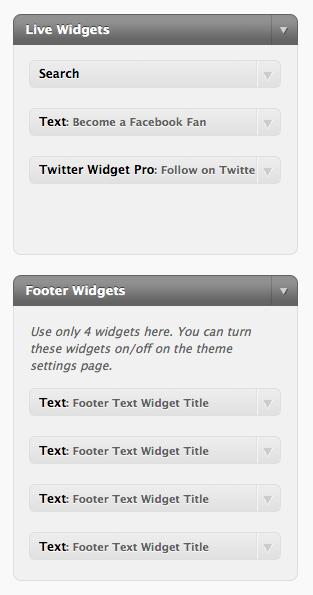 Live Widgets
Search
Text: Become a Facebook Fan
Twitter Widget Pro: Follow on Twitte
Footer Widgets
Use only 4 widgets here. You can turn
these widgets on/off on the theme
settings page.
Text: Footer Text Widget Title
Text: Footer Text Widget Title
Text: Footer Text Widget Title
Text: Footer Text Widget Title